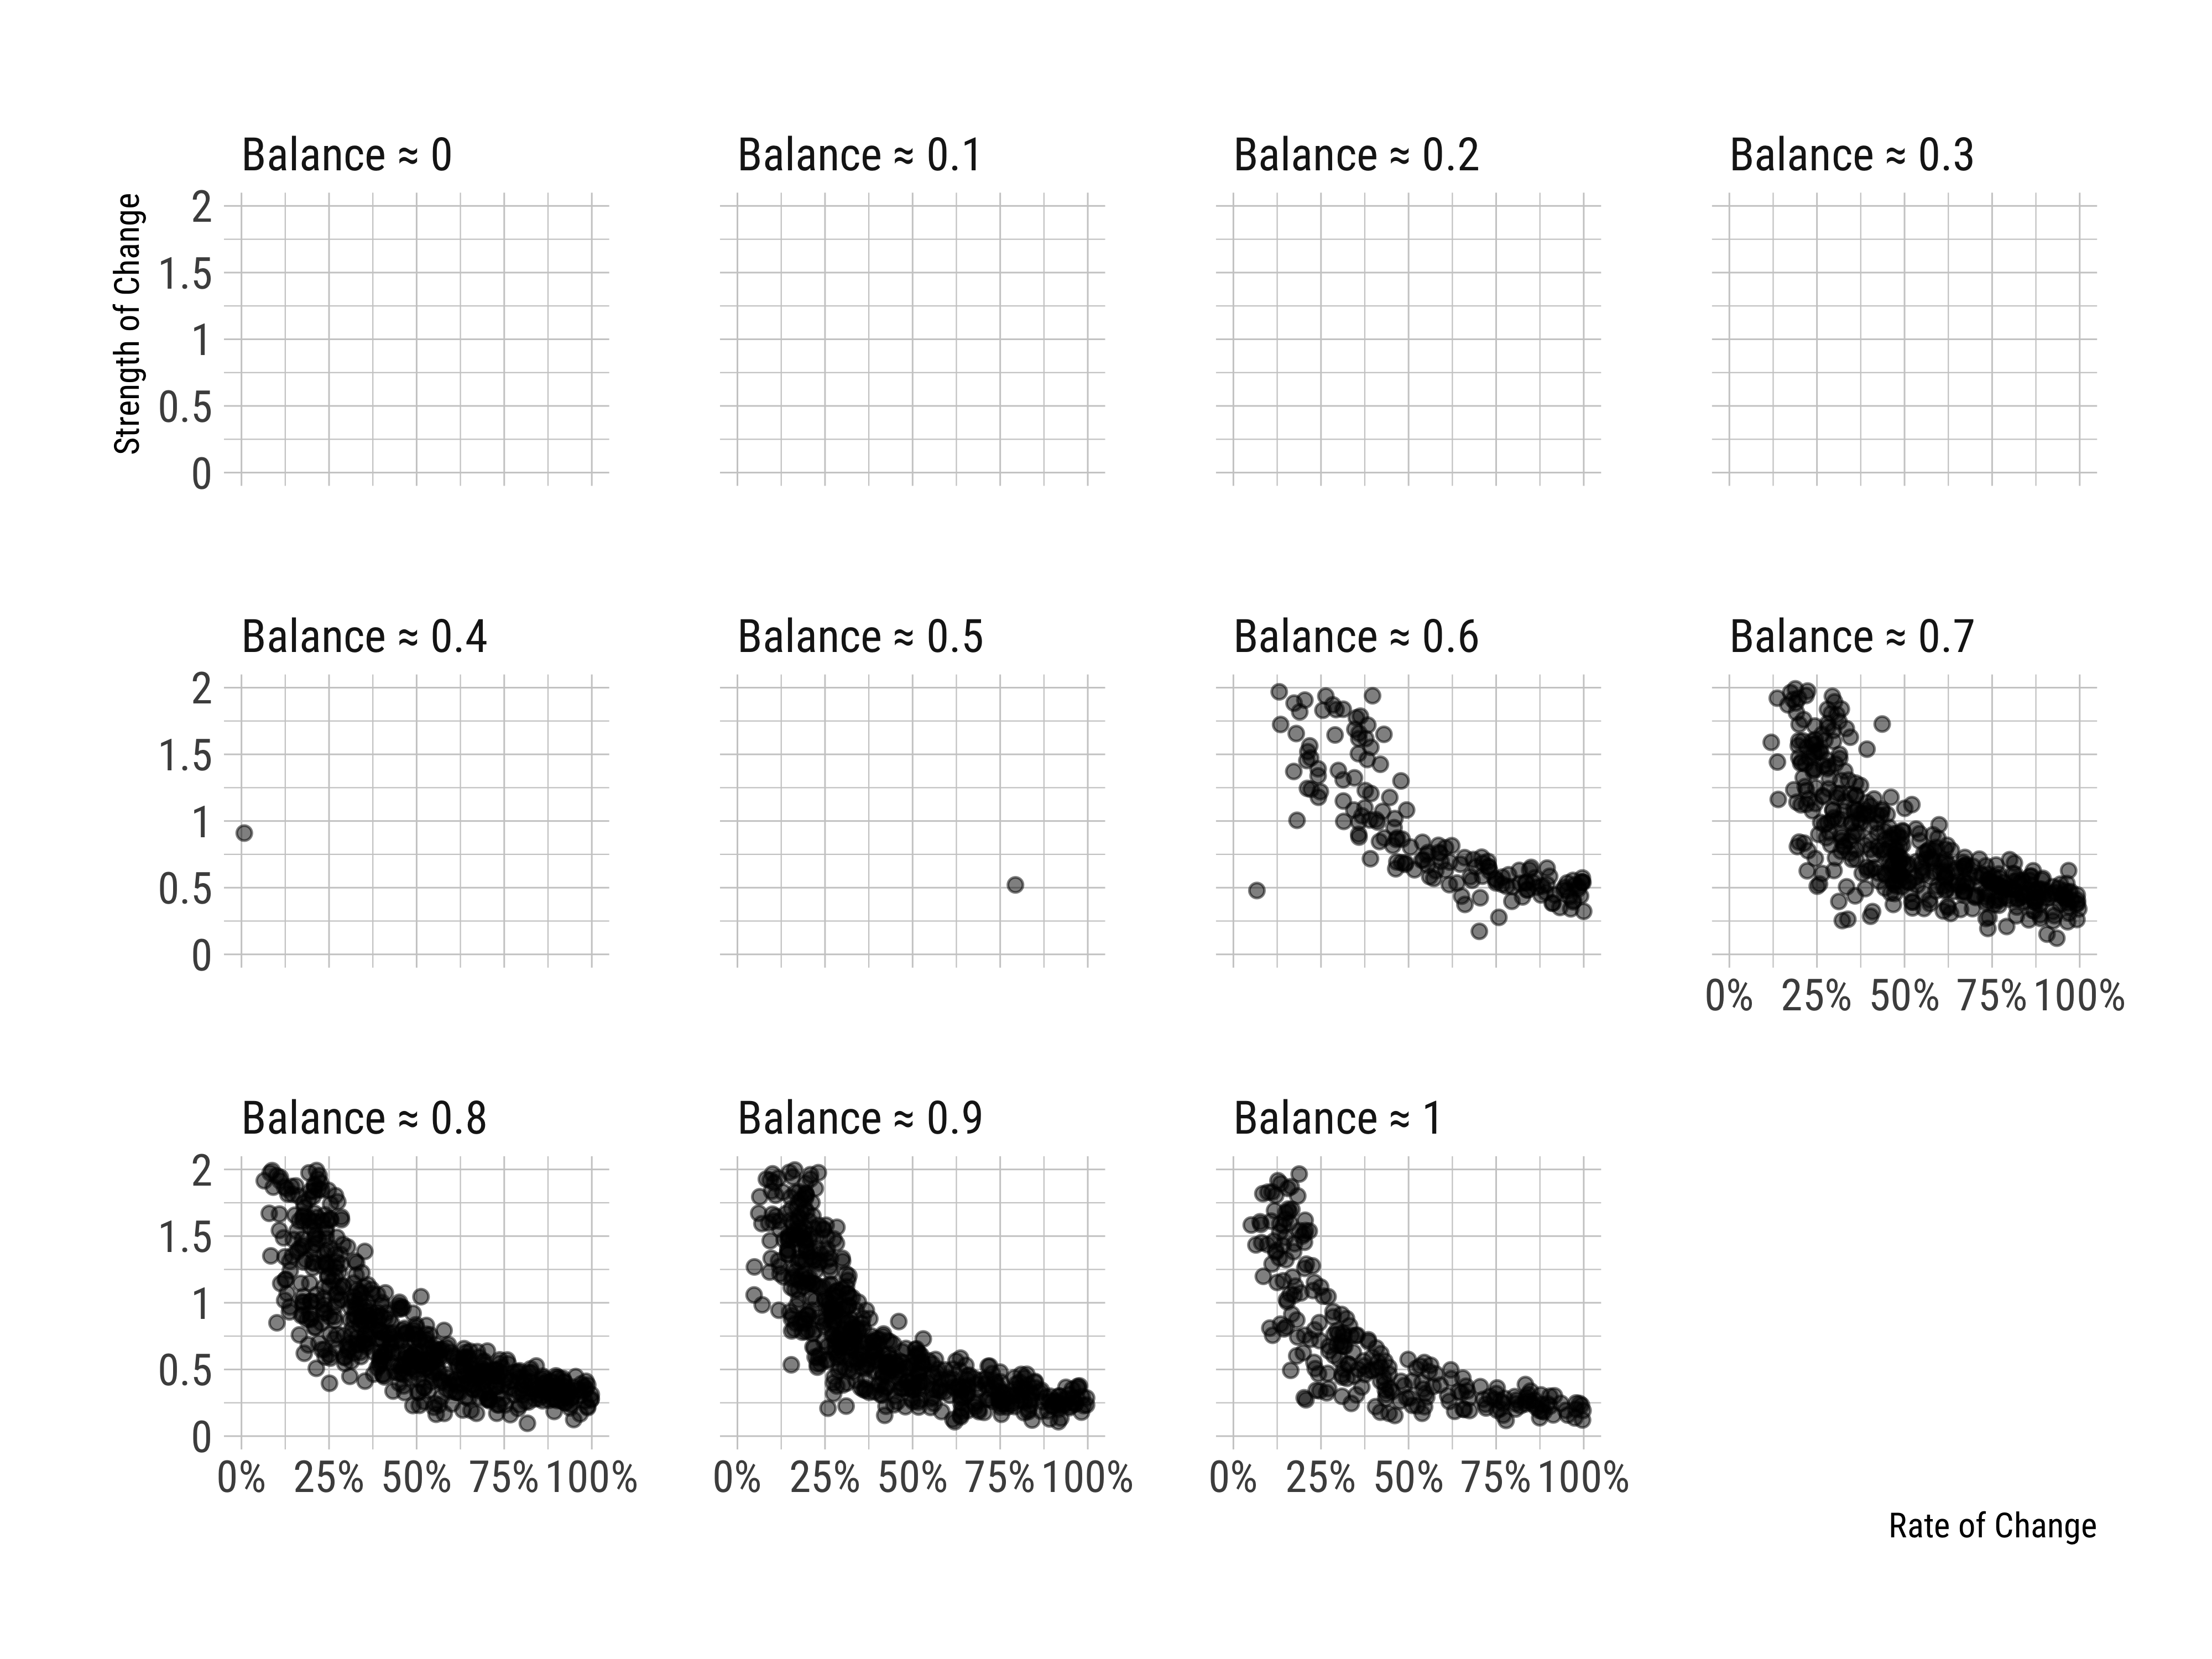 Balance ≈ 0
Balance ≈ 0.1
Balance ≈ 0.2
Balance ≈ 0.3
Strength of Change
2
1.5
1
0.5
0
Balance ≈ 0.4
Balance ≈ 0.5
Balance ≈ 0.6
Balance ≈ 0.7
2
1.5
1
0.5
0
0% 25% 50% 75% 100%
Balance ≈ 0.8
Balance ≈ 0.9
Balance ≈ 1
2
1.5
1
0.5
0
0% 25% 50% 75% 100%
0% 25% 50% 75% 100%
0% 25% 50% 75% 100%
Rate of Change